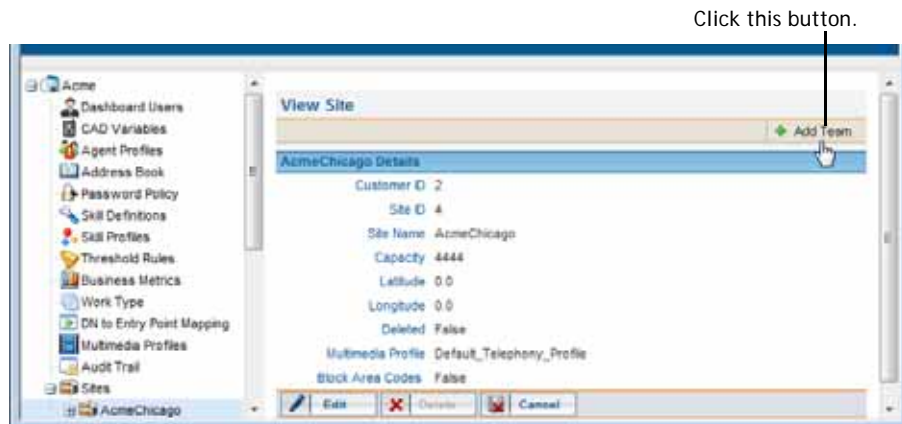 Click this button.
Acme
Dashboard Users
CAD Variables
Agent Profiles
Address Book
Password Policy
Skill Definitions
Skill Profiles
Threshold Rules
Business Metrics
Work Type
DN to Entry Point Mapping
Multimedia Profiles
Audit Trail
Sites
AcmeChicago
View Site
Add Team
AcmeChicago Details
Customer ID 2
Site ID 4
Site Name AcmeChicago
Capacity 4444
Latitude 0.0
Longitude 0.0
Deleted False
Multimedia Profile Default_Telephony_Profile
Block Area Codes False
Edit Delete Cancel